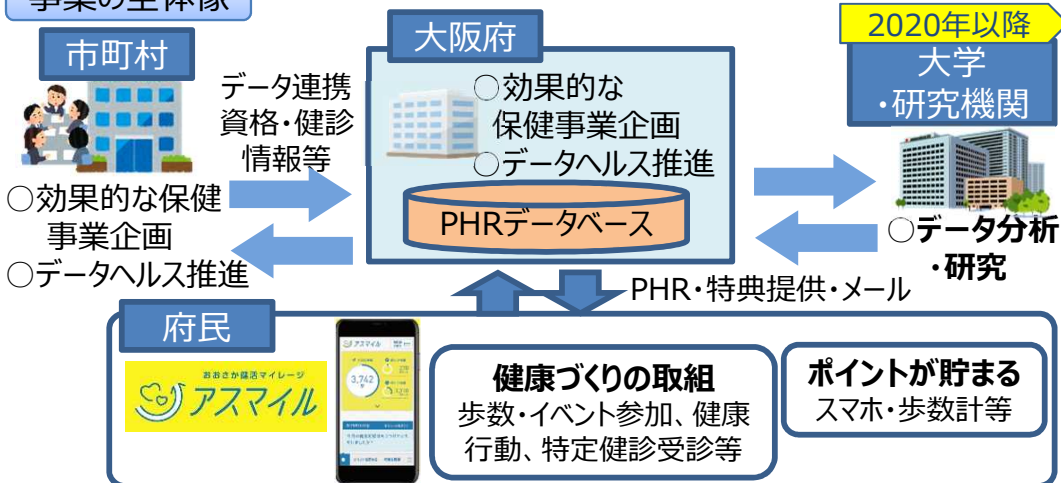 事業の全体像
市町村
データ連携
資格・健診
情報等
○効果的な保健
事業企画
○データヘルス推進
大阪府
○効果的な
保健事業企画
○データヘルス推進
PHRデータベース
2020年以降
大学
・研究機関
○データ分析
・研究
PHR・特典提供・メール
府民
おおさか健活マイレージ
アスマイル
アスマイル
3,742
健康づくりの取組
歩数・イベント参加、健康
行動、特定健診受診等
ポイントが貯まる
スマホ・歩数計等